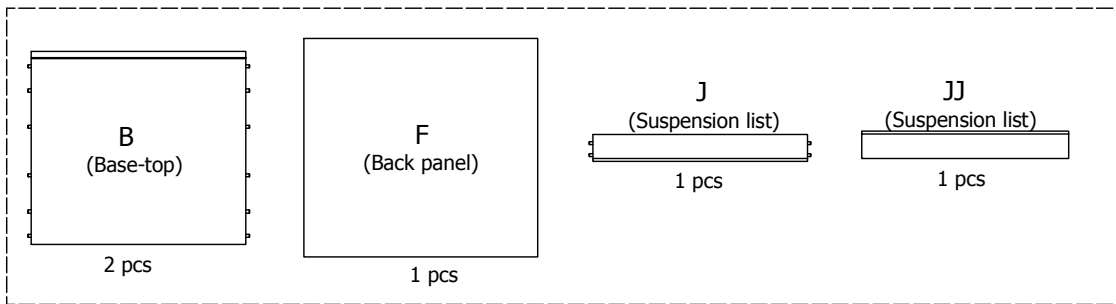 B
(Base-top)
2 pcs
F
(Back panel)
1 pcs
J
(Suspension list)
1 pcs
JJ
(Suspension list)
1 pcs